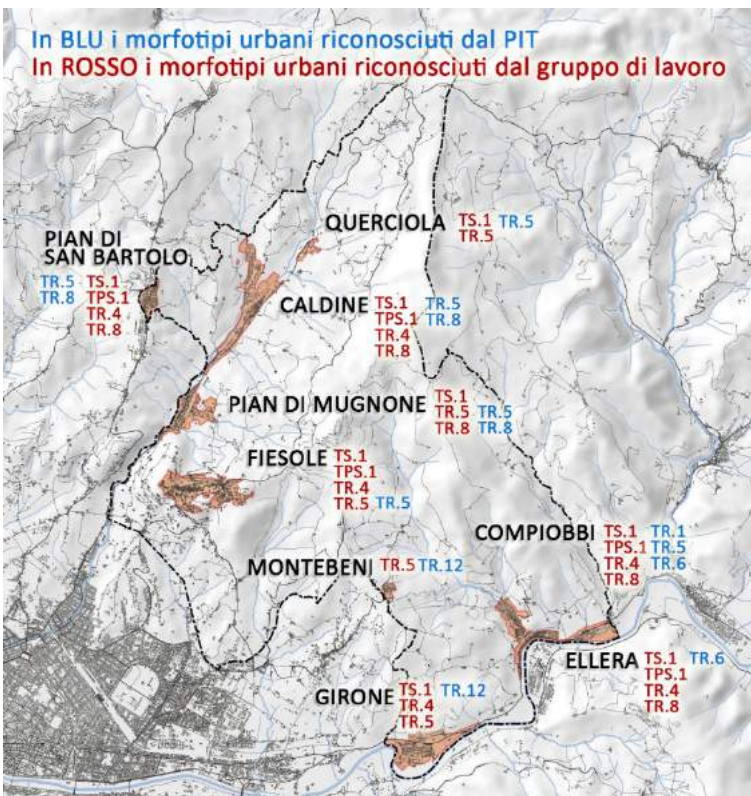 In BLU i morfotipi urbani riconosciuti dal PIT
In ROSSO i morfotipi urbani riconosciuti dal gruppo di lavoro
QUERCIOLA TS.1 TR.5
TR.5
PIAN DI
SAN BARTOLO
TR.5 TS.1
TR.8 TPS.1
TR.4
TR.8
CALDINE TS.1 TR.5
TPS.1 TR.8
TR.4
TR.8
PIAN DI MUGNONE TS.1
TR.5 TR.5
TR.8 TR.8
FIESOLE TS.1
TPS.1
TR.4
TR.5 TR.5
COMPIOBBI TS.1 TR.1
TPS.1 TR.5
TR.4 TR.6
TR.8
MONTEBENI TR.5 TR.12
ELLERA TS.1 TR.6
TPS.1
TR.4
TR.8
GIRONE TS.1 TR.12
TR.4
TR.5